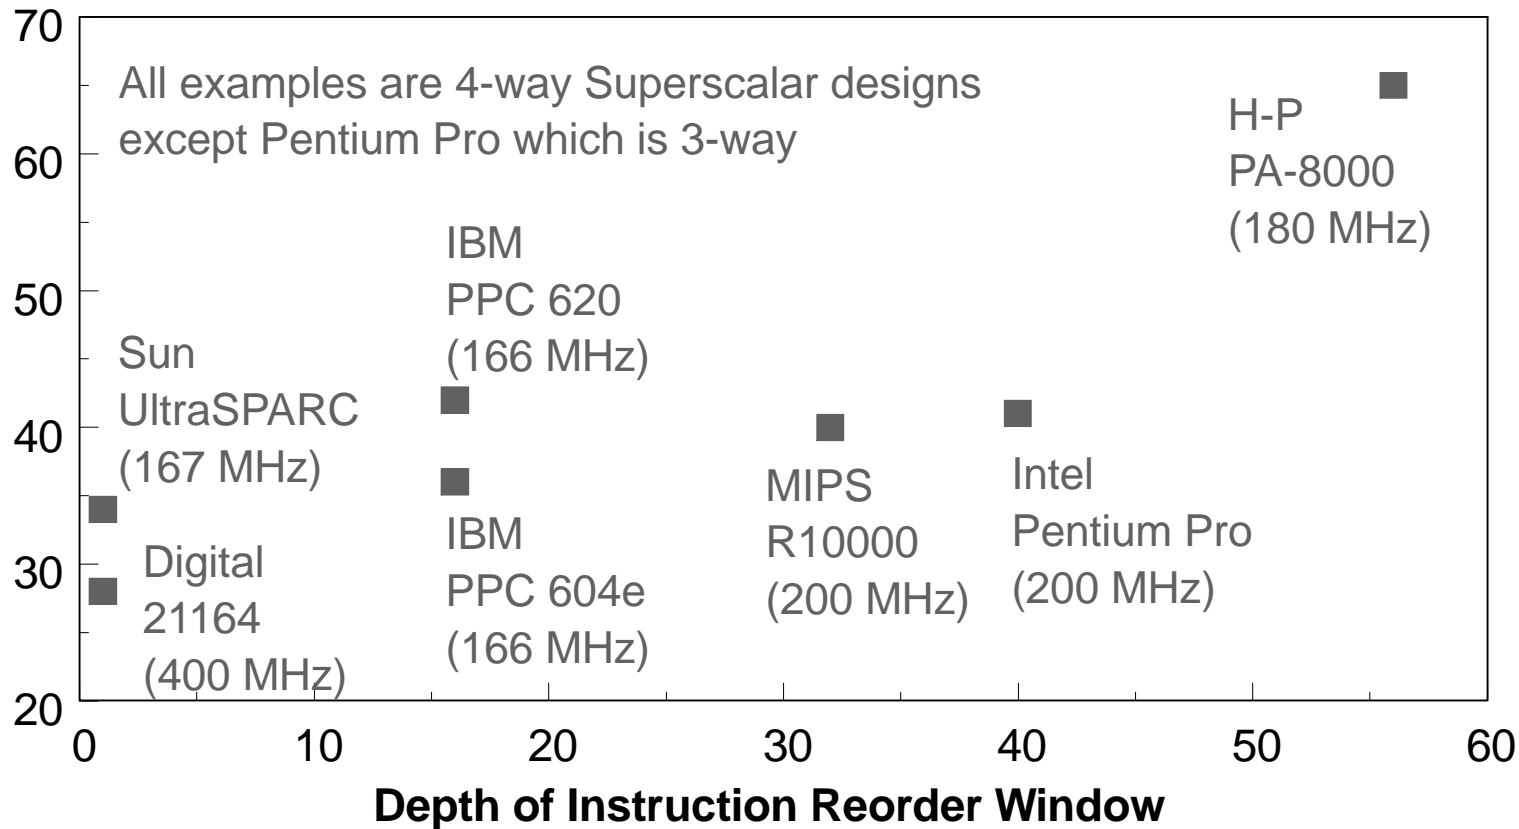 70
60
50
40
30
20
All examples are 4-way Superscalar designs
except Pentium Pro which is 3-way
H-P
PA-8000
(180 MHz)
IBM
PPC 620
(166 MHz)
Sun
UltraSPARC
(167 MHz)
Digital
21164
(400 MHz)
IBM
PPC 604e
(166 MHz)
MIPS
R10000
(200 MHz)
Intel
Pentium Pro
(200 MHz)
0 10 20 30 40 50 60
Depth of Instruction Reorder Window